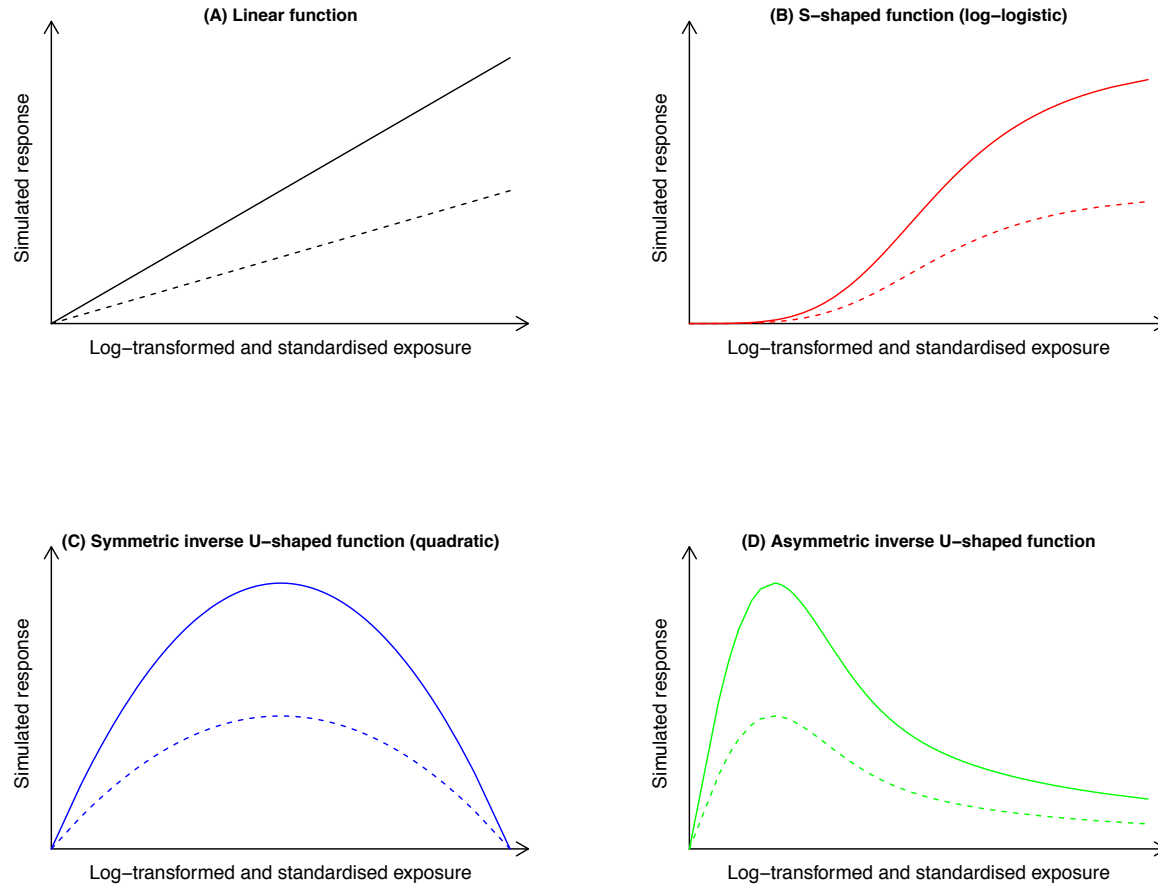 (A) Linear function
Simulated response
Log−transformed and standardised exposure
(B) S−shaped function (log−logistic)
Simulated response
Log−transformed and standardised exposure
(C) Symmetric inverse U−shaped function (quadratic)
Simulated response
Log−transformed and standardised exposure
(D) Asymmetric inverse U−shaped function
Simulated response
Log−transformed and standardised exposure